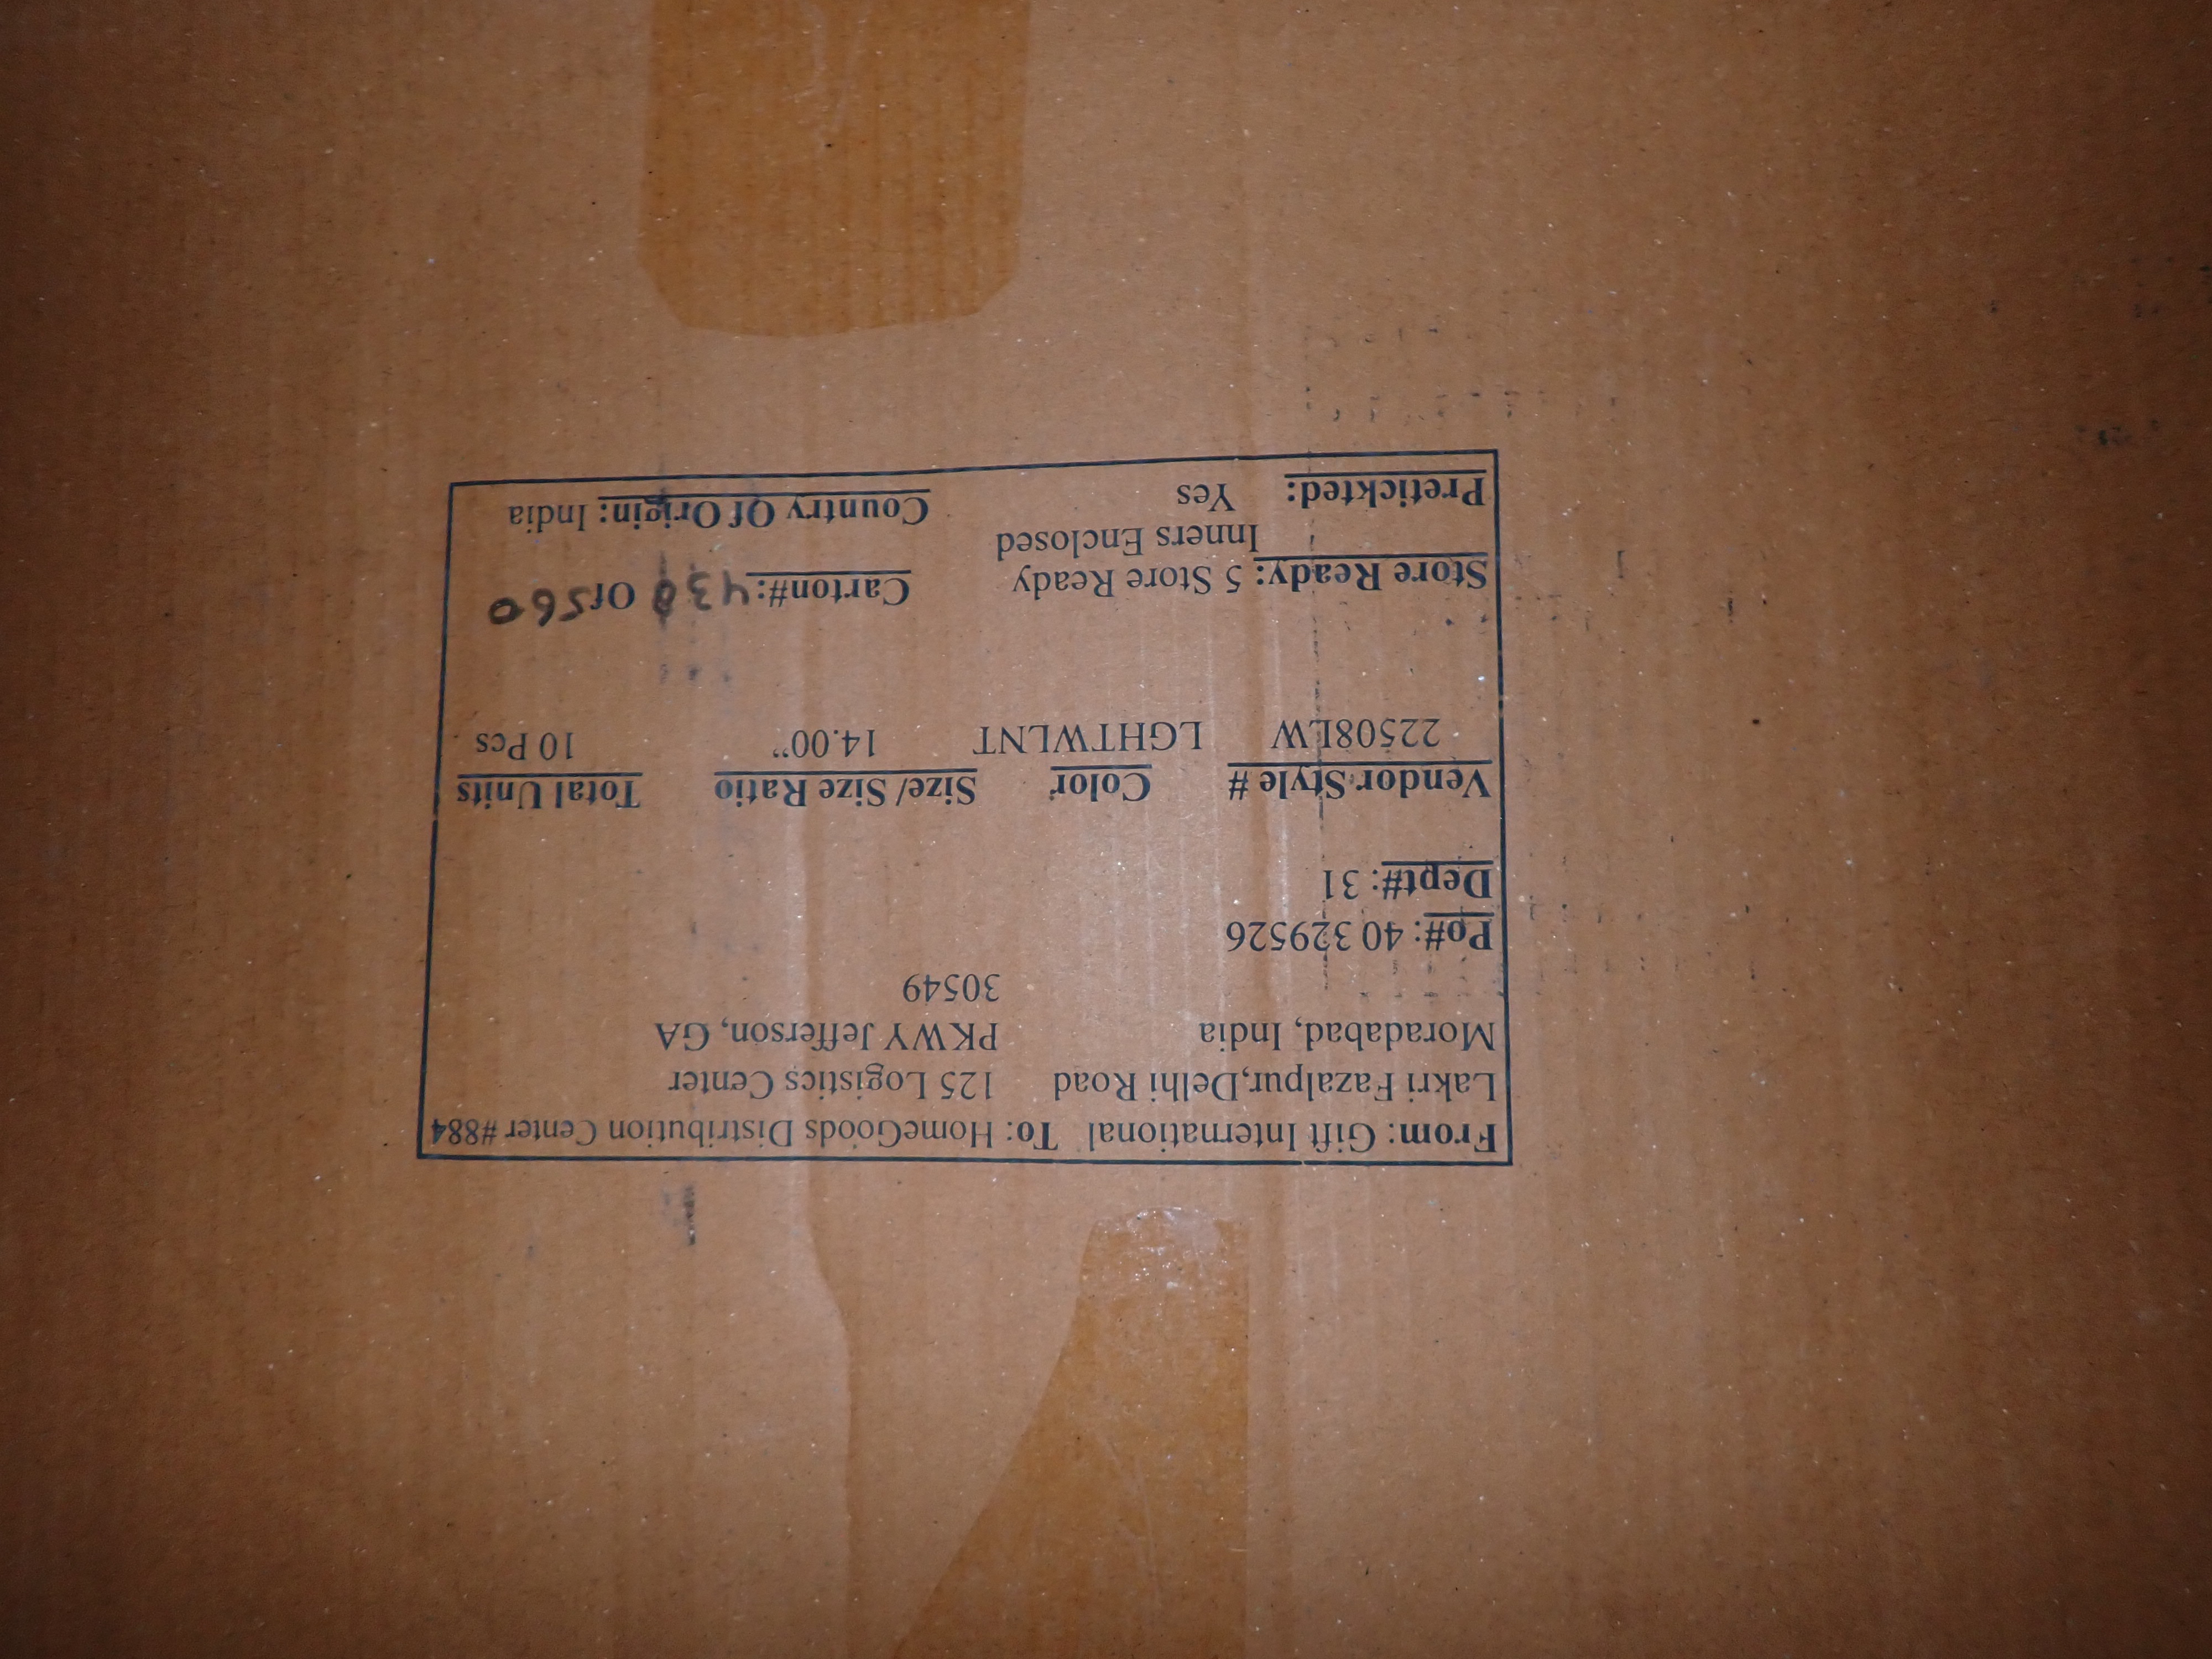 From: Gift International To: HomeGoods Distribution Center #884
Lakri Fazalpur,Delhi Road 125 Logistics Center
Moradabad, India PKWY Jefferson, GA
30549
Po#: 40 329526
Dept#: 31
Vendor Style # Color Size/ Size Ratio Total Units
22508LW LGHTWLNT 14.00" 10 Pcs
Store Ready: 5 Store Ready Carton#: Of 560
Inners Enclosed
Pretickted: Yes Country Of Origin: India